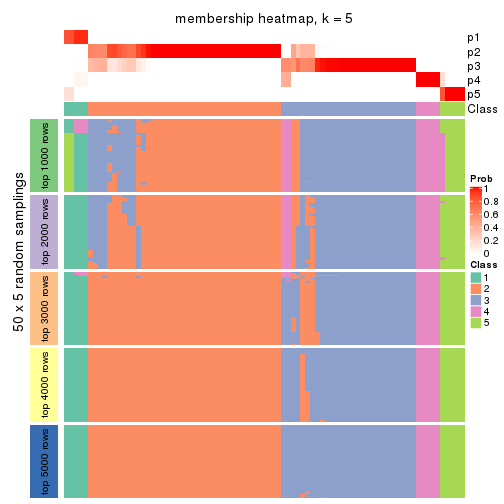 membership heatmap, k = 5
p1
p2
p3
p4
p5
Class
50 x 5 random samplings
top 1000 rows
top 2000 rows
top 3000 rows
top 4000 rows
top 5000 rows
Prob
1
0.8
0.6
0.4
0.2
0
Class
1
2
3
4
5